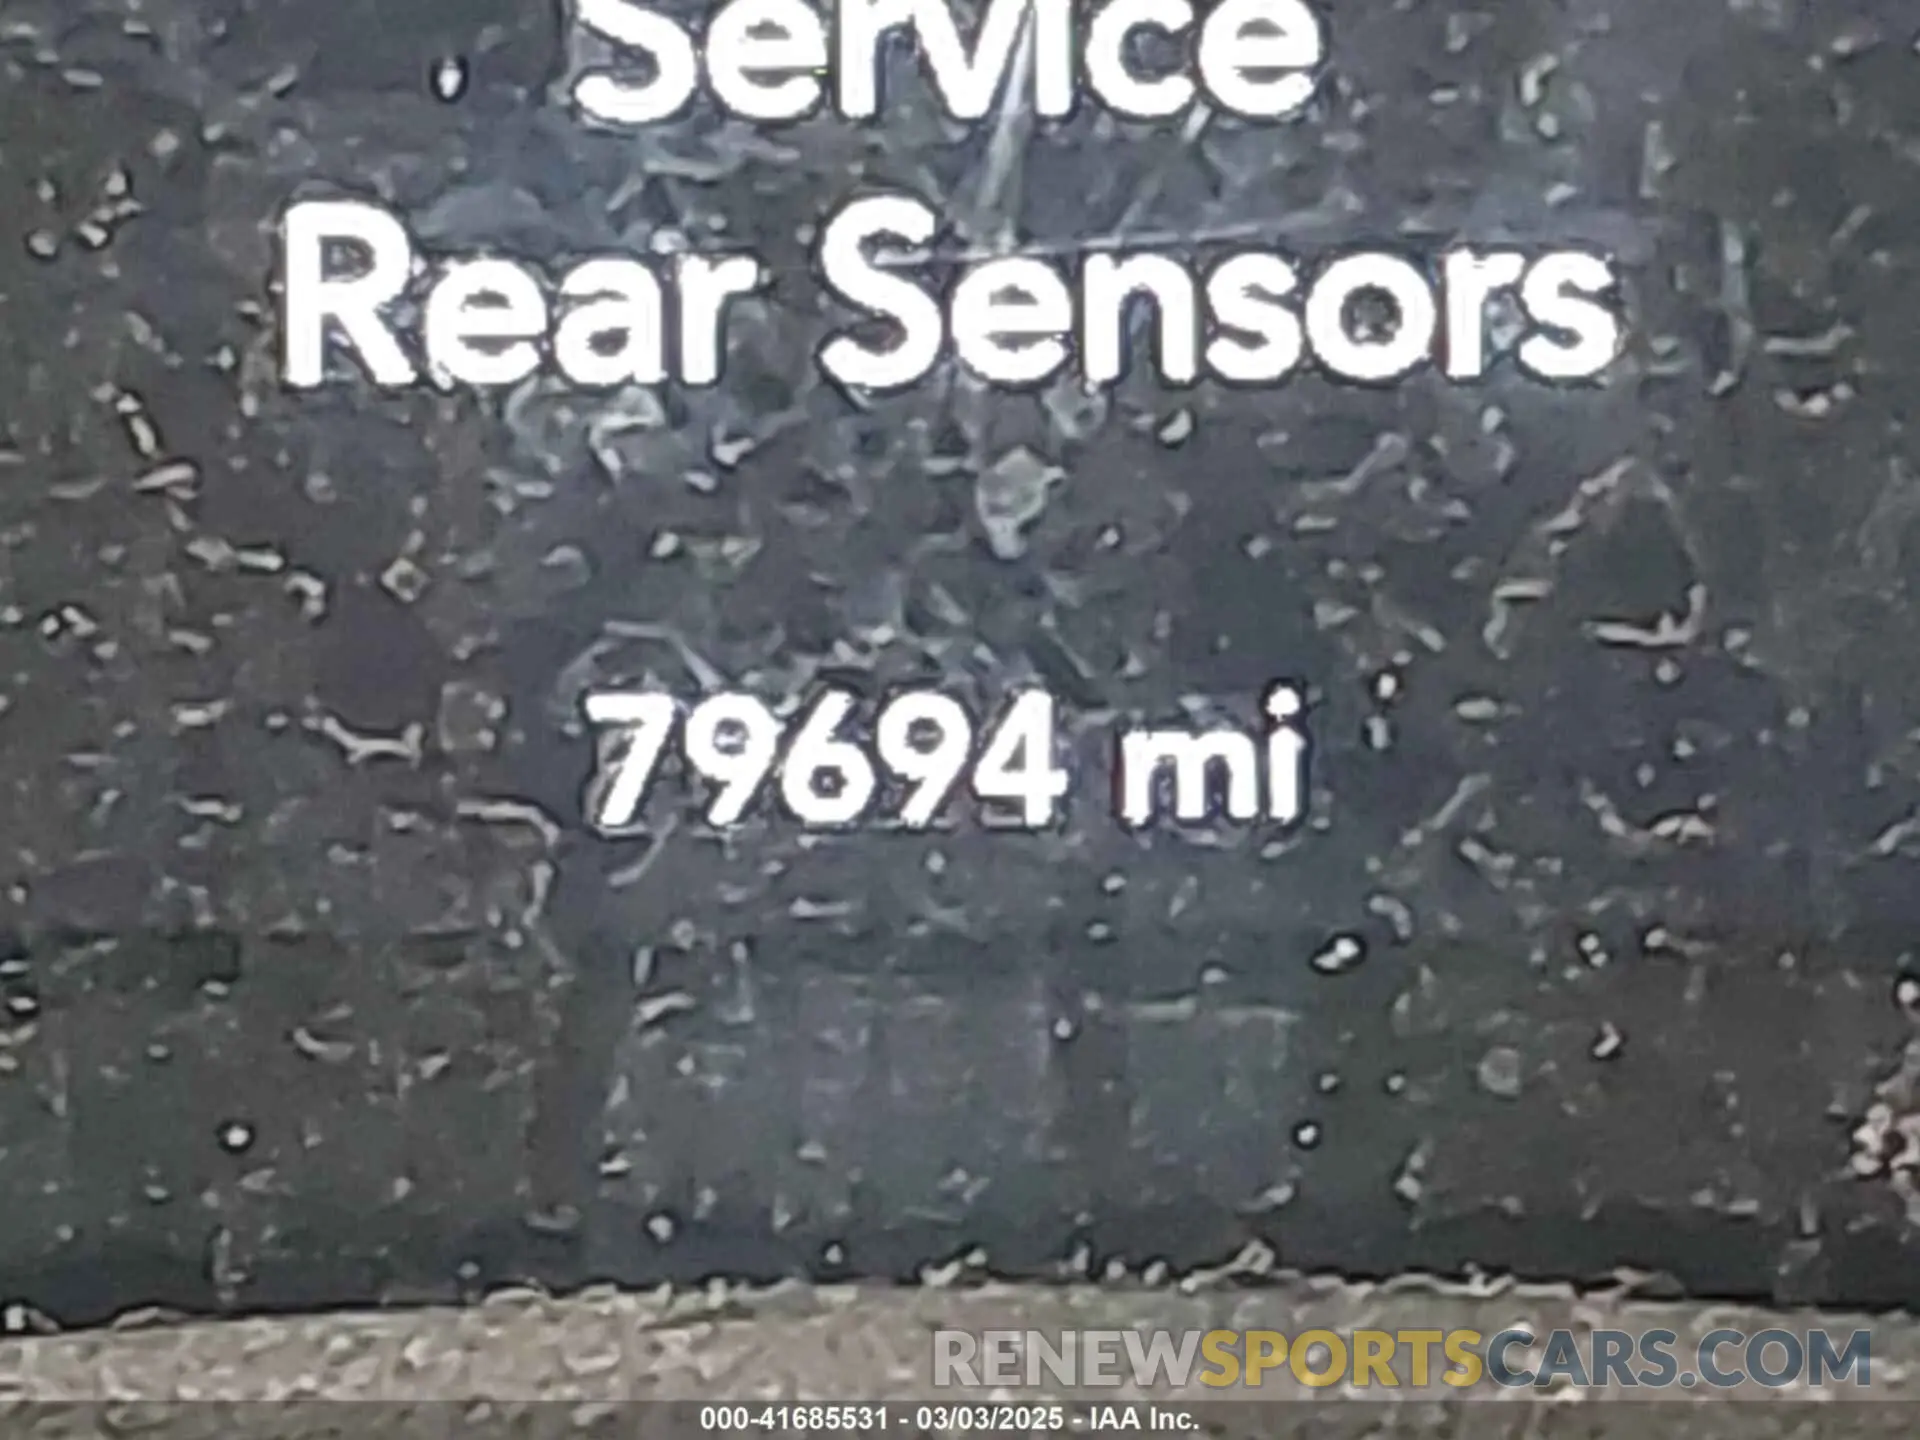 Service
Rear Sensors
79694 mi
RENEWSPORTSCARS.COM
000-41685531 - 03/03/2025 - IAA Inc.